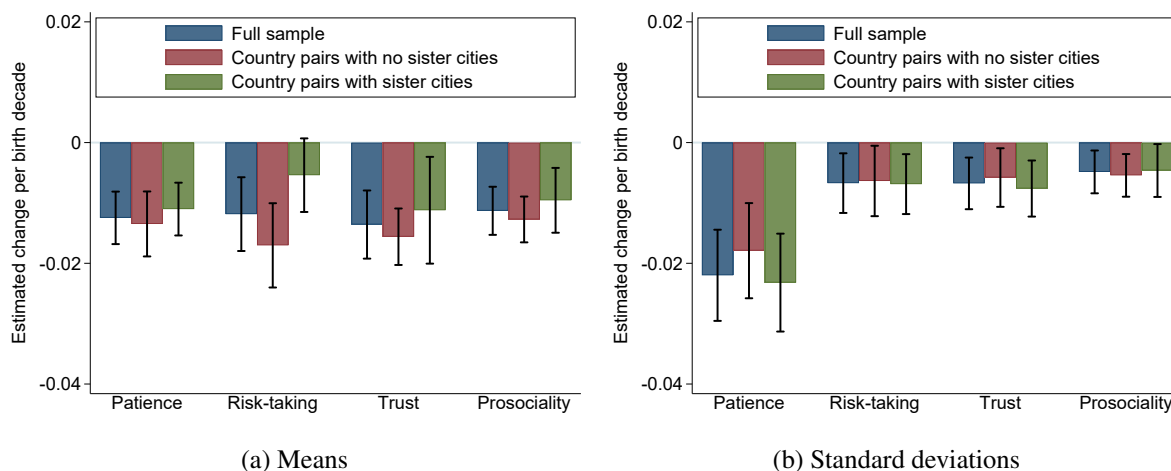 0.02
Full sample
Country pairs with no sister cities
Country pairs with sister cities
0
-0.02
-0.04
Estimated change per birth decade
Patience Risk-taking Trust Prosociality
(a) Means
0.02
Full sample
Country pairs with no sister cities
Country pairs with sister cities
0
-0.02
-0.04
Estimated change per birth decade
Patience Risk-taking Trust Prosociality
(b) Standard deviations